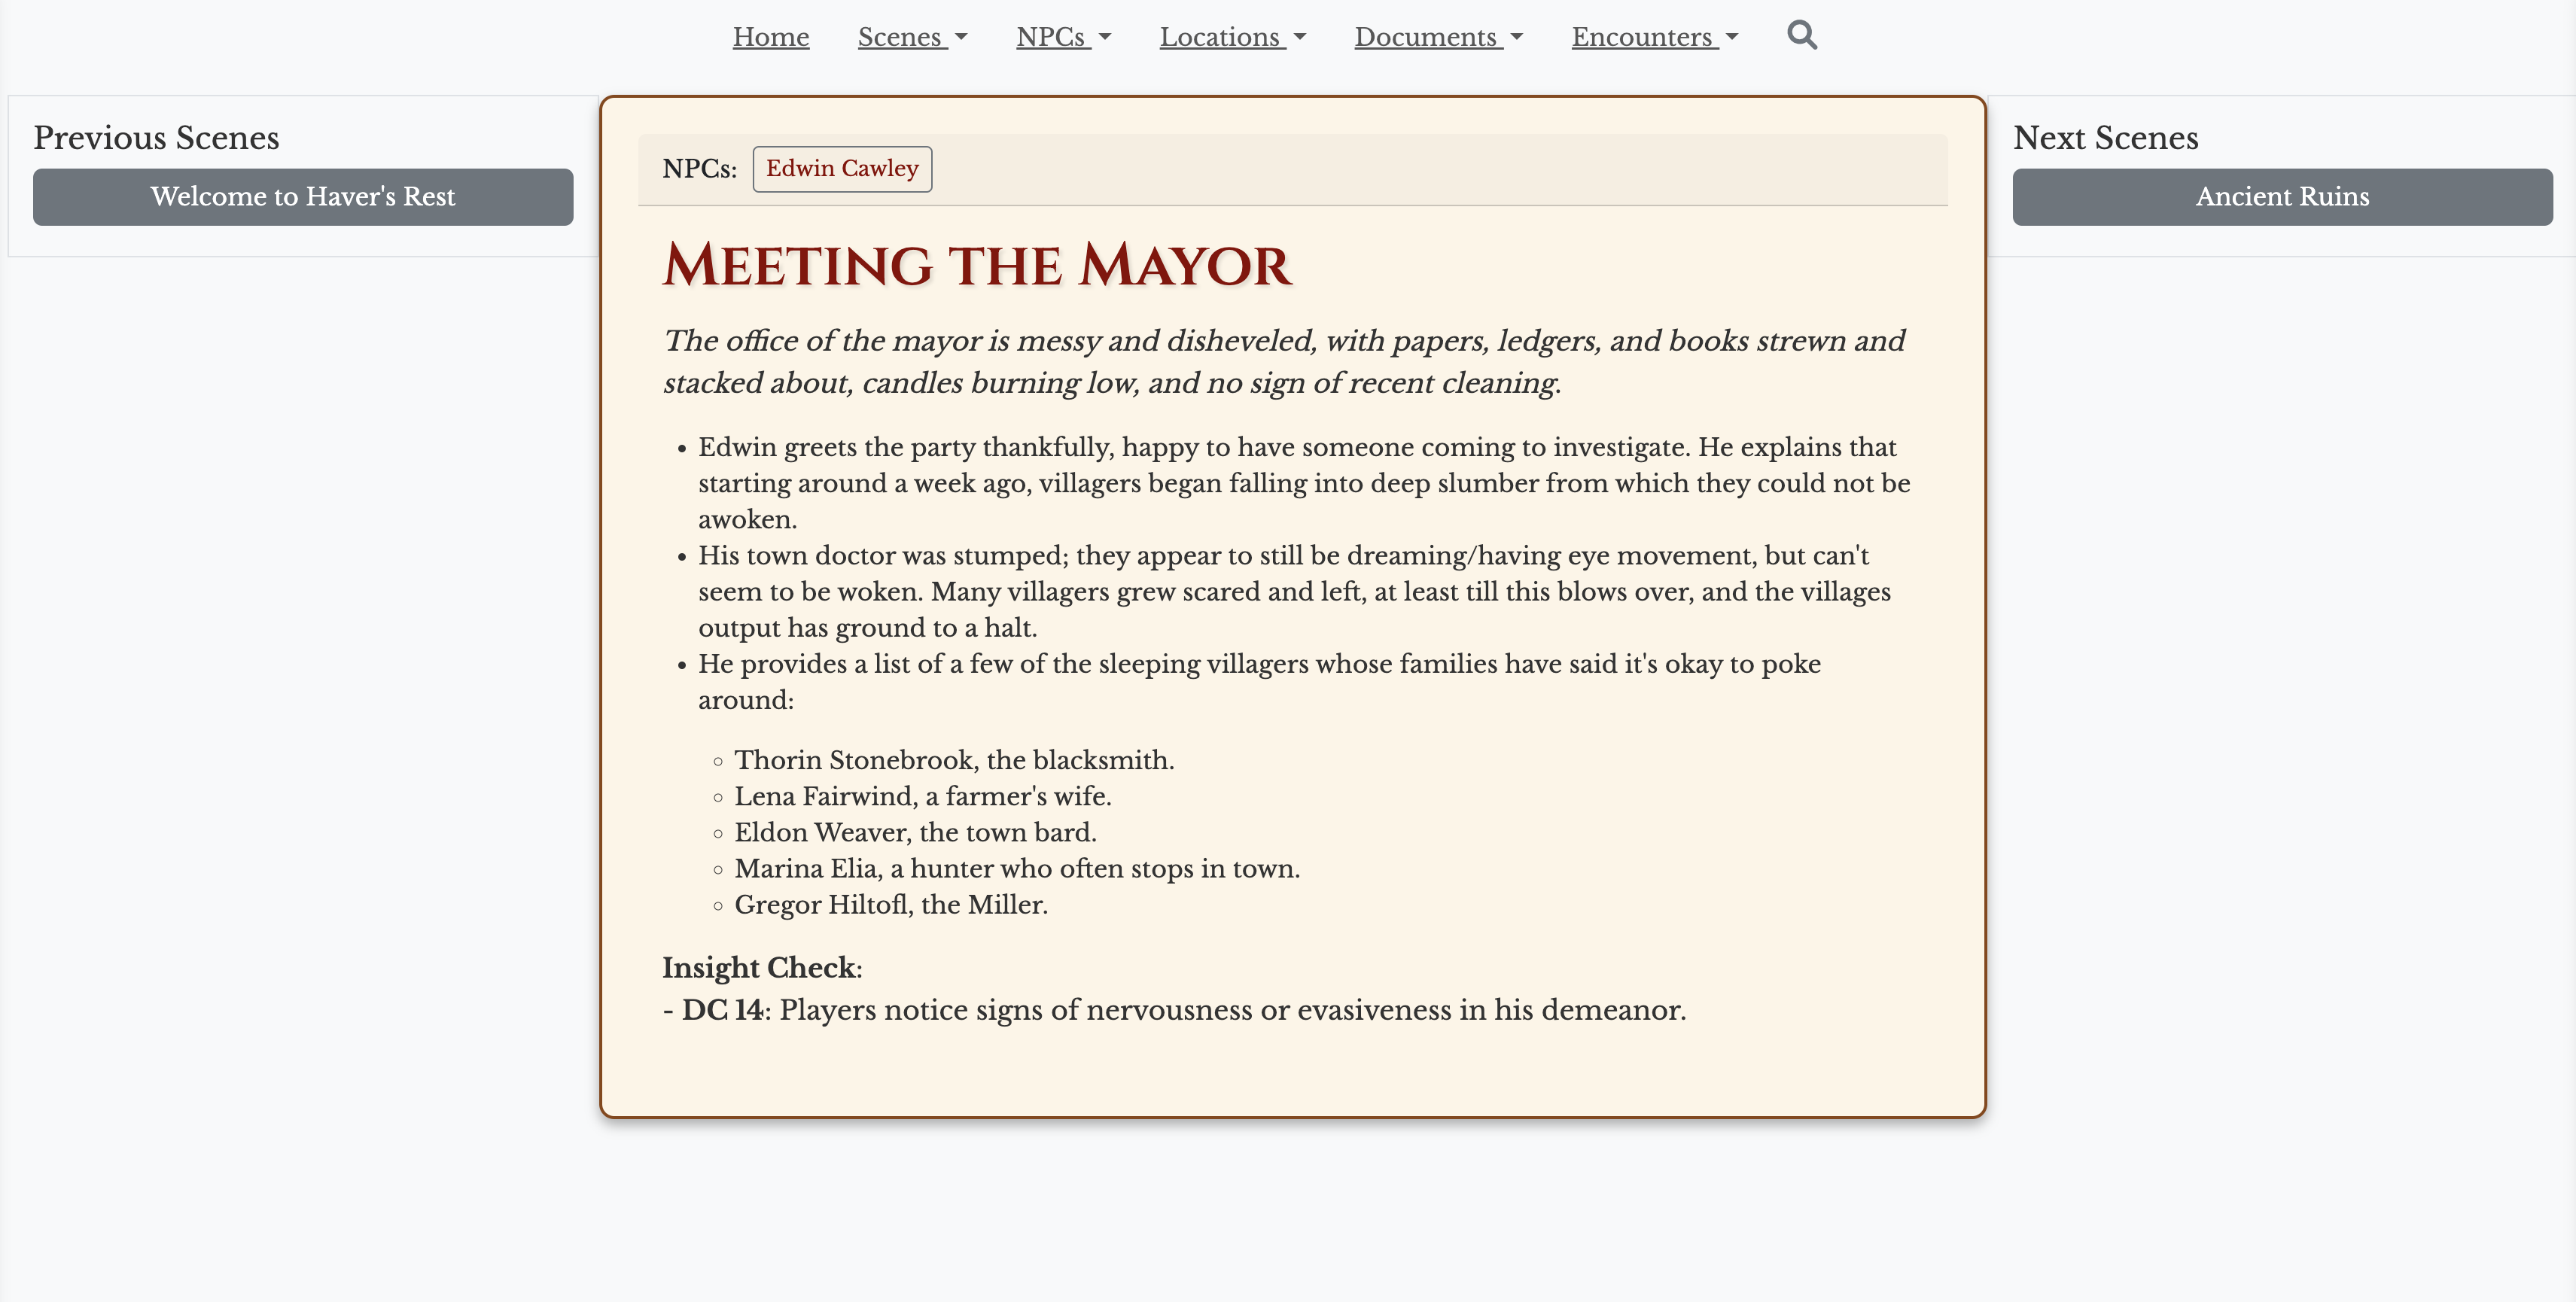 Home Scenes NPCs Locations Documents Encounters
Previous Scenes
Welcome to Haver's Rest
NPCs: Edwin Cawley
Meeting the Mayor
The office of the mayor is messy and disheveled, with papers, ledgers, and books strewn and
stacked about, candles burning low, and no sign of recent cleaning.
• Edwin greets the party thankfully, happy to have someone coming to investigate. He explains that
starting around a week ago, villagers began falling into deep slumber from which they could not be
awoken.
• His town doctor was stumped; they appear to still be dreaming/having eye movement, but can't
seem to be woken. Many villagers grew scared and left, at least till this blows over, and the villages
output has ground to a halt.
• He provides a list of a few of the sleeping villagers whose families have said it's okay to poke
around:
◦ Thorin Stonebrook, the blacksmith.
◦ Lena Fairwind, a farmer's wife.
◦ Eldon Weaver, the town bard.
◦ Marina Elia, a hunter who often stops in town.
◦ Gregor Hiltofl, the Miller.
Insight Check:
- DC 14: Players notice signs of nervousness or evasiveness in his demeanor.
Next Scenes
Ancient Ruins